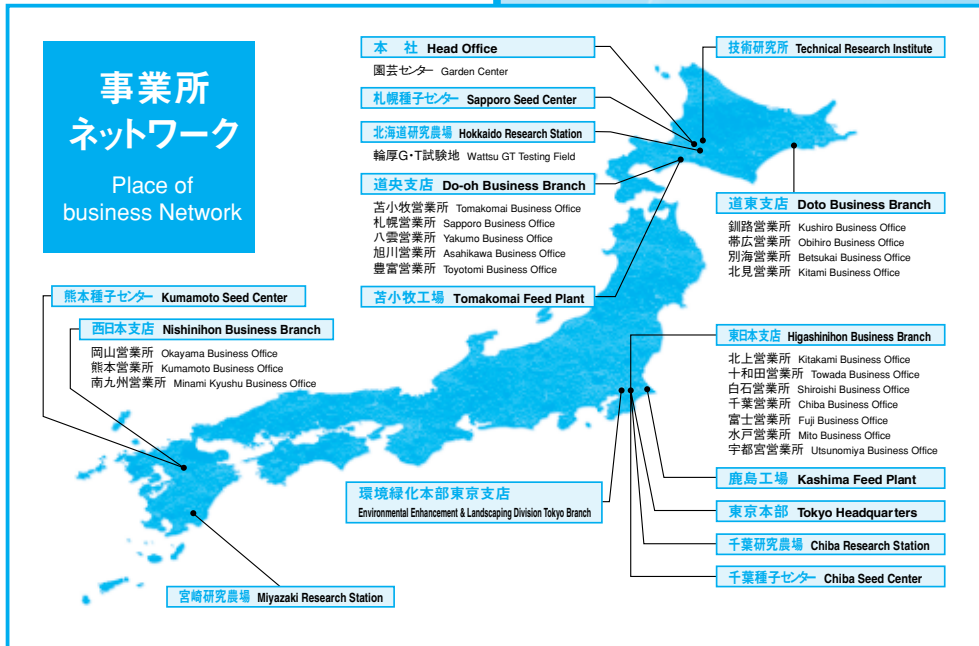 事業所
ネットワーク
Place of
business Network
本　社 Head Office
園芸センター Garden Center
札幌種子センター Sapporo Seed Center
北海道研究農場 Hokkaido Research Station
輪厚G・T試験地 Wattsu GT Testing Field
道央支店 Do-oh Business Branch
苫小牧営業所 Tomakomai Business Office
札幌営業所 Sapporo Business Office
八雲営業所 Yakumo Business Office
旭川営業所 Asahikawa Business Office
豊富営業所 Toyotomi Business Office
苫小牧工場 Tomakomai Feed Plant
技術研究所 Technical Research Institute
道東支店 Doto Business Branch
釧路営業所 Kushiro Business Office
帯広営業所 Obihiro Business Office
別海営業所 Betsukai Business Office
北見営業所 Kitami Business Office
熊本種子センター Kumamoto Seed Center
西日本支店 Nishinihon Business Branch
岡山営業所 Okayama Business Office
熊本営業所 Kumamoto Business Office
南九州営業所 Minami Kyushu Business Office
東日本支店 Higashinihon Business Branch
北上営業所 Kitakami Business Office
十和田営業所 Towada Business Office
白石営業所 Shiroishi Business Office
千葉営業所 Chiba Business Office
富士営業所 Fuji Business Office
水戸営業所 Mito Business Office
宇都宮営業所 Utsunomiya Business Office
鹿島工場 Kashima Feed Plant
東京本部 Tokyo Headquarters
千葉研究農場 Chiba Research Station
千葉種子センター Chiba Seed Center
環境緑化本部東京支店
Environmental Enhancement & Landscaping Division Tokyo Branch
宮崎研究農場 Miyazaki Research Station